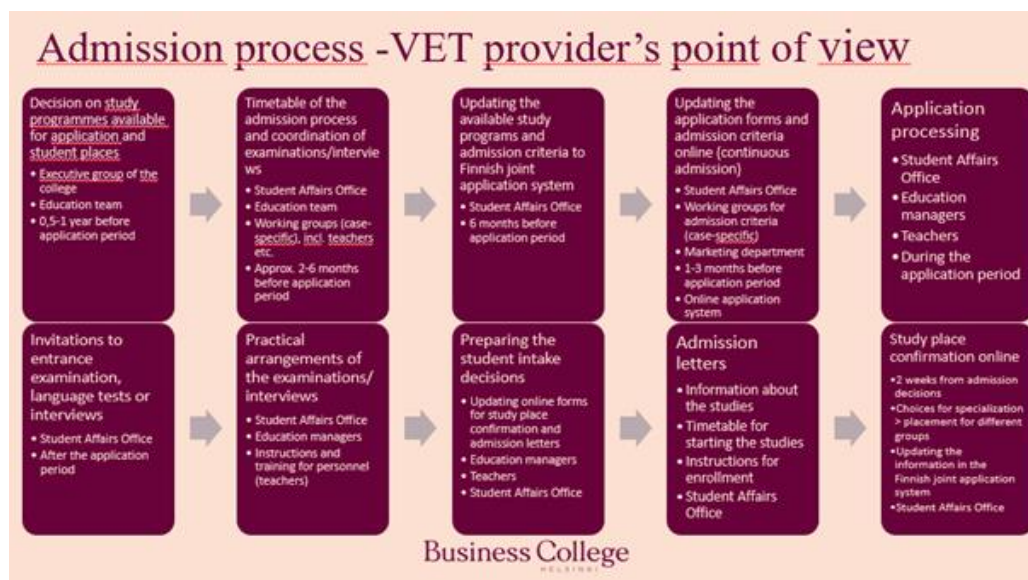 Admission process -VET provider's point of view
Decision on study
programmes available
for application and
student places
• Executive group of the
college
• Education team
• 0,5-1 year before
application period
Timetable of the
admission process
and coordination of
examinations/intervie
ws
• Student Affairs Office
• Education team
• Working groups (case-
specific), incl. teachers
etc.
• Approx. 2-6 months
before application
period
Updating the
available study
programs and
admission criteria to
Finnish joint
application system
• Student Affairs Office
• 6 months before
application period
Updating the
application forms and
admission criteria
online (continuous
admission)
• Student Affairs Office
• Working groups for
admission criteria
(case-specific)
• Marketing department
• 1-3 months before
application period
• Online application
system
Application
processing
• Student Affairs
Office
• Education
managers
• Teachers
• During the
application period
Invitations to
entrance
examination,
language tests or
interviews
• Student Affairs Office
• After the application
period
Practical
arrangements of
the examinations/
interviews
• Student Affairs Office
• Education managers
• Instructions and
training for personnel
(teachers)
Preparing the
student intake
decisions
• Updating online forms
for study place
confirmation and
admission letters
• Education managers
• Teachers
• Student Affairs Office
Admission
letters
• Information about
the studies
• Timetable for
starting the studies
• Instructions for
enrollment
• Student Affairs
Office
Study place
confirmation online
•2 weeks from admission
decisions
•Choices for specialization
> placement for different
groups
•Updating the
information in the
Finnish joint application
system
•Student Affairs Office
Business College
HELSINKI